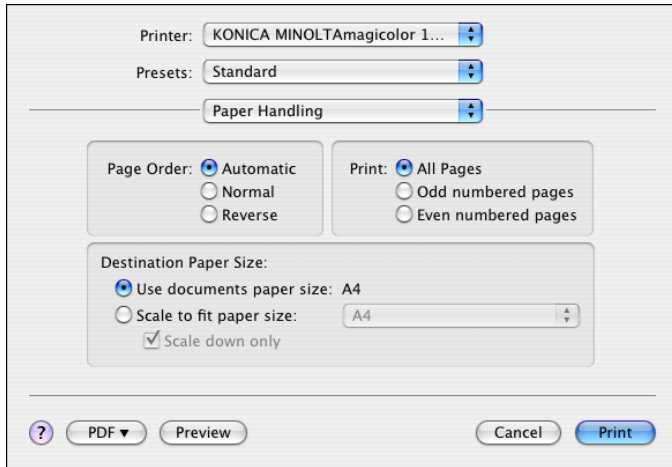 Printer: KONICA MINOLTAmagicolor 1...
Presets: Standard
Paper Handling
Page Order: Automatic
Normal
Reverse
Print: All Pages
Odd numbered pages
Even numbered pages
Destination Paper Size:
Use documents paper size: A4
Scale to fit paper size: A4
Scale down only
? PDF ▼ Preview Cancel Print